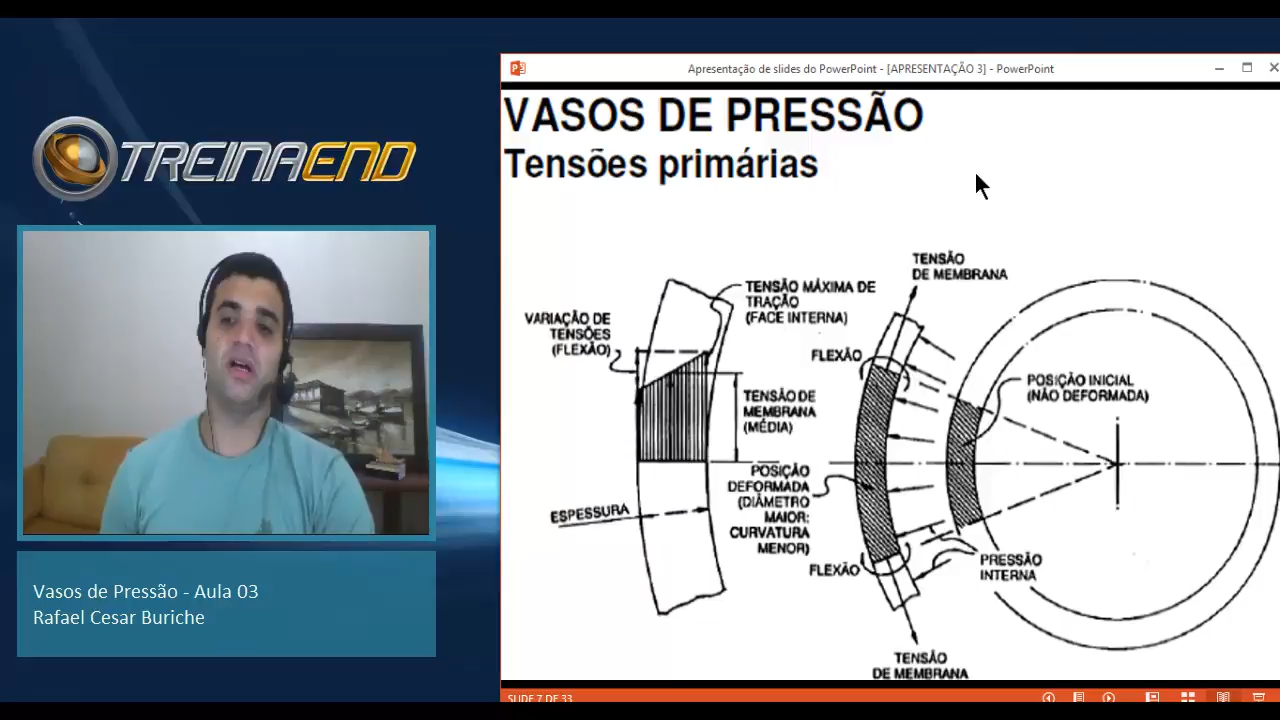 TREINAEND
Vasos de Pressão - Aula 03
Rafael Cesar Buriche
Apresentação de slides do PowerPoint - [APRESENTAÇÃO 3] - PowerPoint
VASOS DE PRESSÃO
Tensões primárias
VARIAÇÃO DE
TENSÕES
(FLEXÃO)
TENSÃO MÁXIMA DE
TRAÇÃO
(FACE INTERNA)
TENSÃO DE
MEMBRANA
(MÉDIA)
ESPESSURA
TENSÃO
DE MEMBRANA
FLEXÃO
POSIÇÃO
DEFORMADA
(DIÂMETRO
MAIOR:
CURVATURA
MENOR)
FLEXÃO
TENSÃO
DE MEMBRANA
POSIÇÃO INICIAL
(NÃO DEFORMADA)
PRESSÃO
INTERNA
SLIDE 7 DE 33